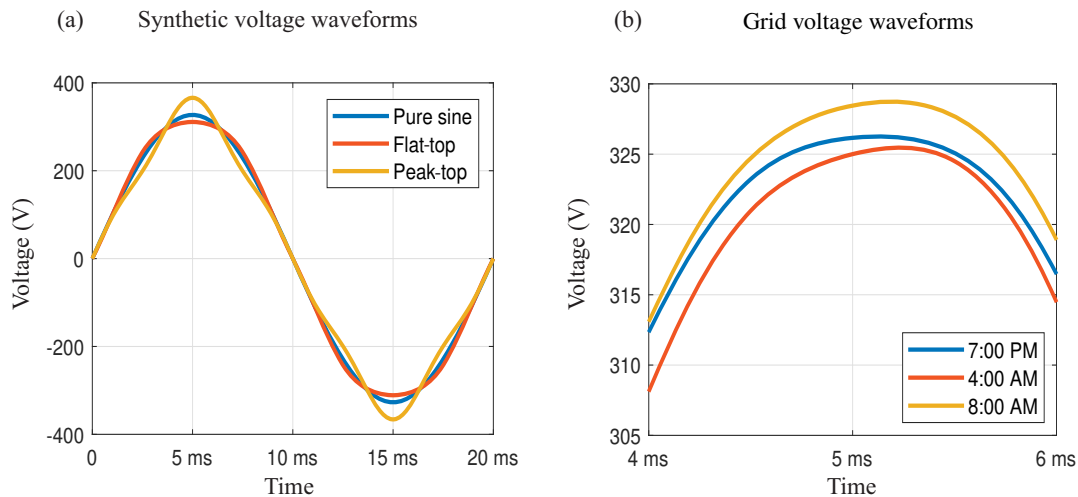 (a) Synthetic voltage waveforms
Voltage (V)
400
200
0
-200
-400
Pure sine
Flat-top
Peak-top
0 5 ms 10 ms 15 ms 20 ms
Time
(b) Grid voltage waveforms
Voltage (V)
330
325
320
315
310
305
7:00 PM
4:00 AM
8:00 AM
4 ms 5 ms 6 ms
Time